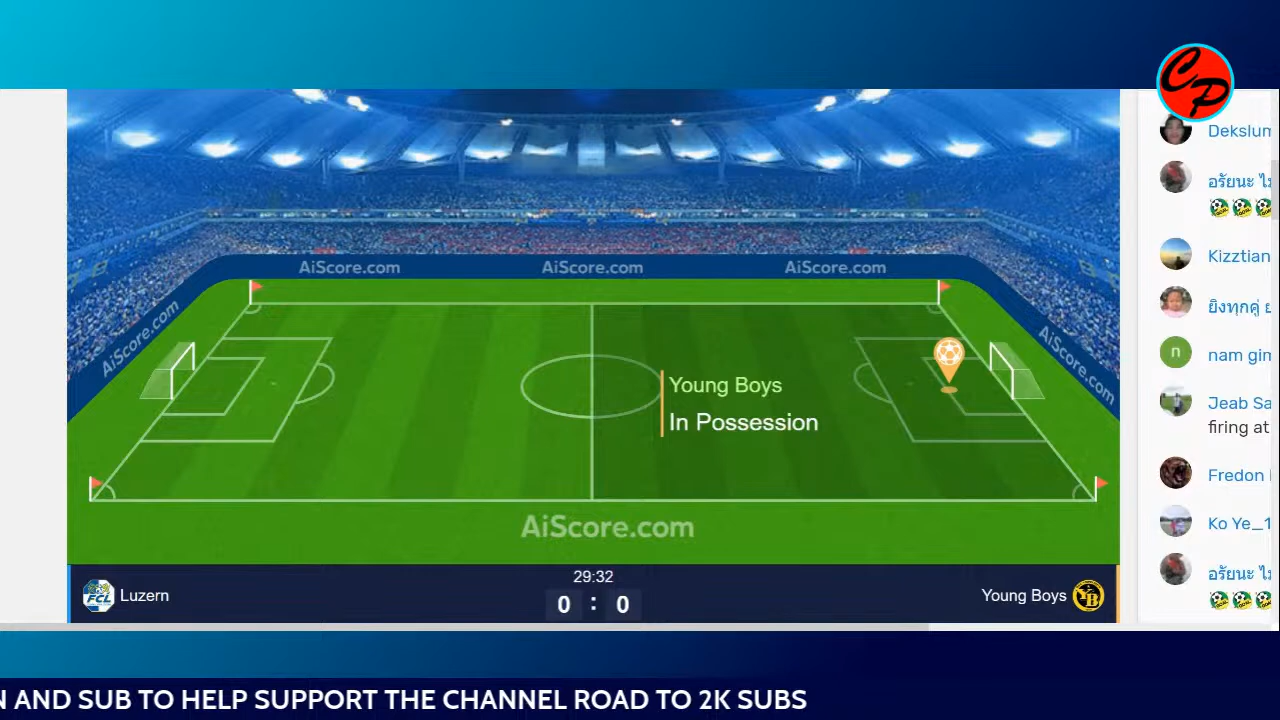 CP
Dekslum
อรัยนะ
Kizztian
ยิงทุกคู่
nam gim
Jeab Sa
firing at
Fredon
Ko Ye_1
อรัยนะ
AiScore.com AiScore.com AiScore.com
AiScore.com
AiScore.com
Young Boys
In Possession
AiScore.com
29:32
FCL Luzern 0 : 0 Young Boys YB
AND SUB TO HELP SUPPORT THE CHANNEL ROAD TO 2K SUBS